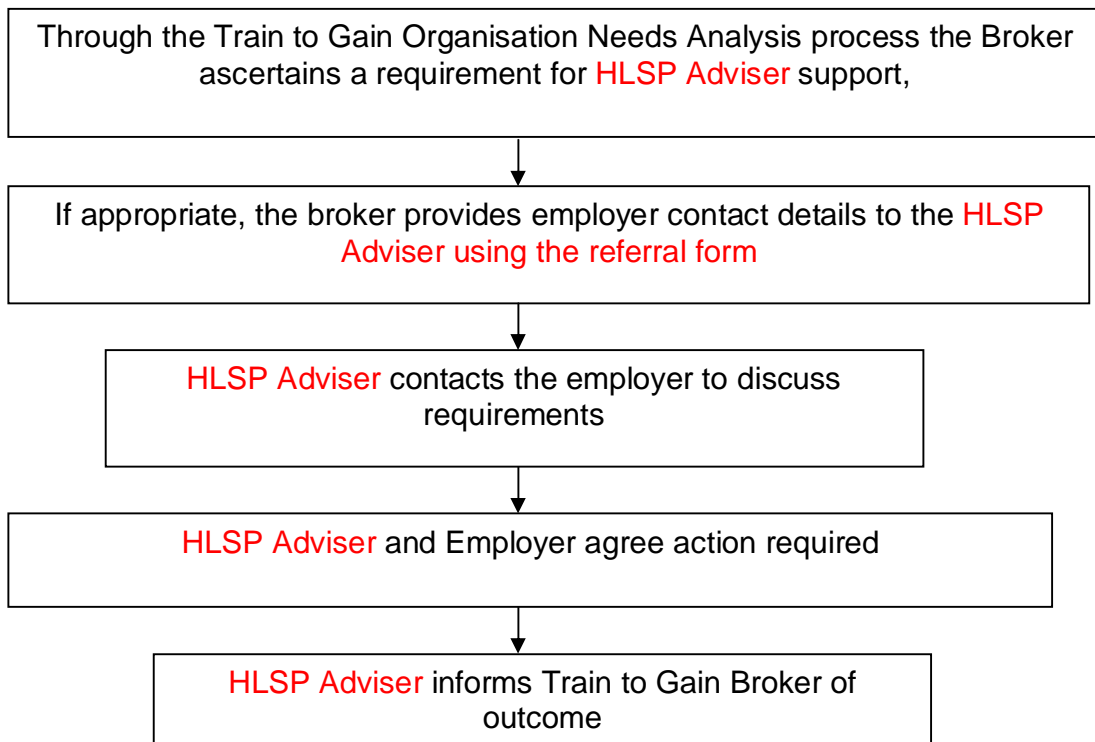 Through the Train to Gain Organisation Needs Analysis process the Broker
ascertains a requirement for HLSP Adviser support,
If appropriate, the broker provides employer contact details to the HLSP
Adviser using the referral form
HLSP Adviser contacts the employer to discuss
requirements
HLSP Adviser and Employer agree action required
HLSP Adviser informs Train to Gain Broker of
outcome